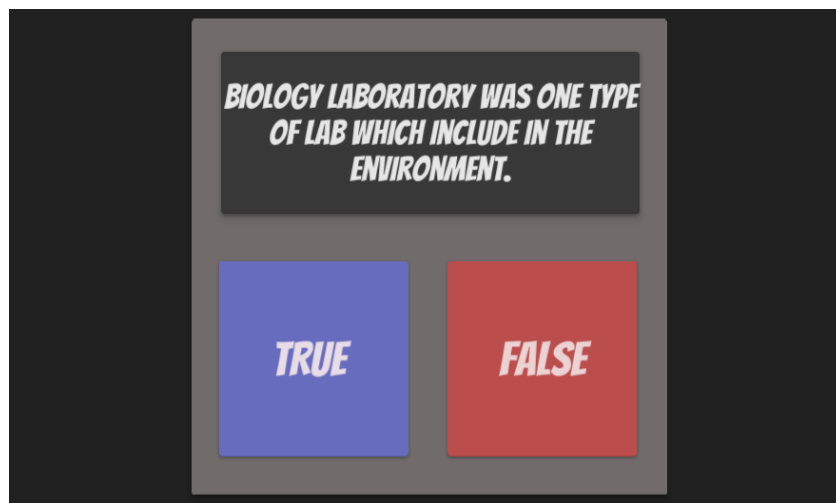 BIOLOGY LABORATORY WAS ONE TYPE
OF LAB WHICH INCLUDE IN THE
ENVIRONMENT.
TRUE
FALSE